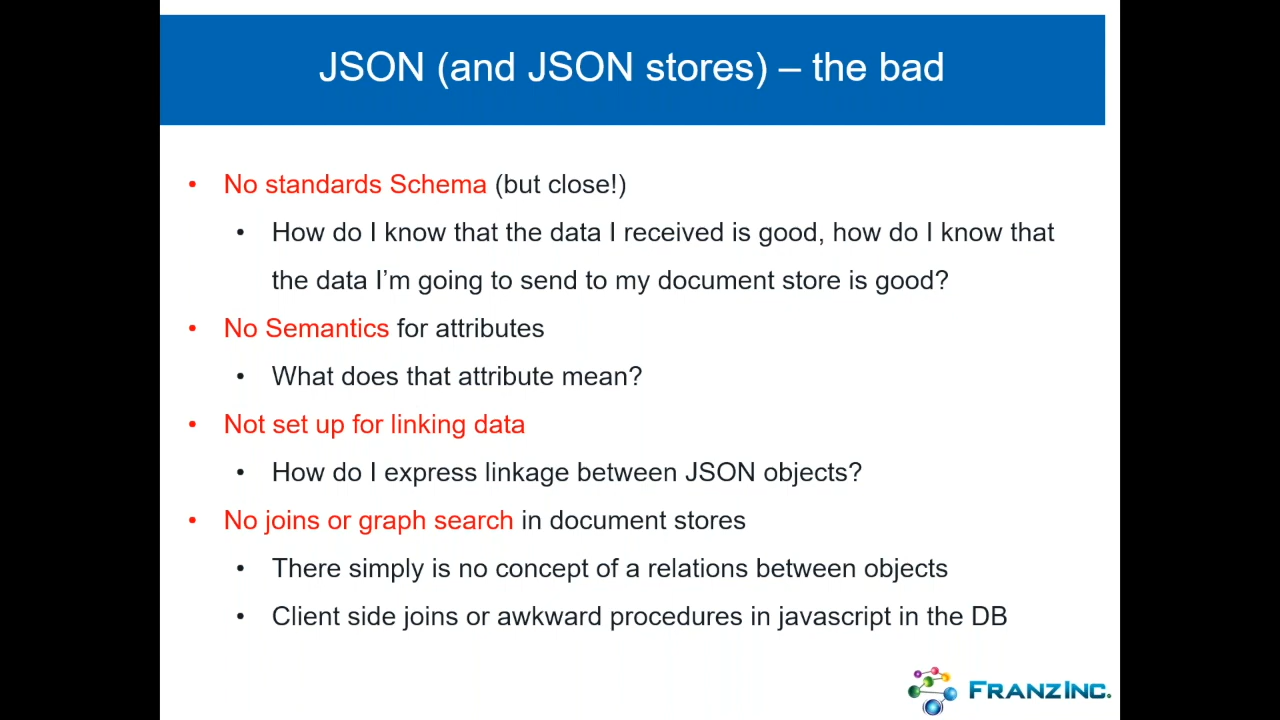 JSON (and JSON stores) – the bad
• No standards Schema (but close!)
• How do I know that the data I received is good, how do I know that
the data I’m going to send to my document store is good?
• No Semantics for attributes
• What does that attribute mean?
• Not set up for linking data
• How do I express linkage between JSON objects?
• No joins or graph search in document stores
• There simply is no concept of a relations between objects
• Client side joins or awkward procedures in javascript in the DB
FRANZ INC.